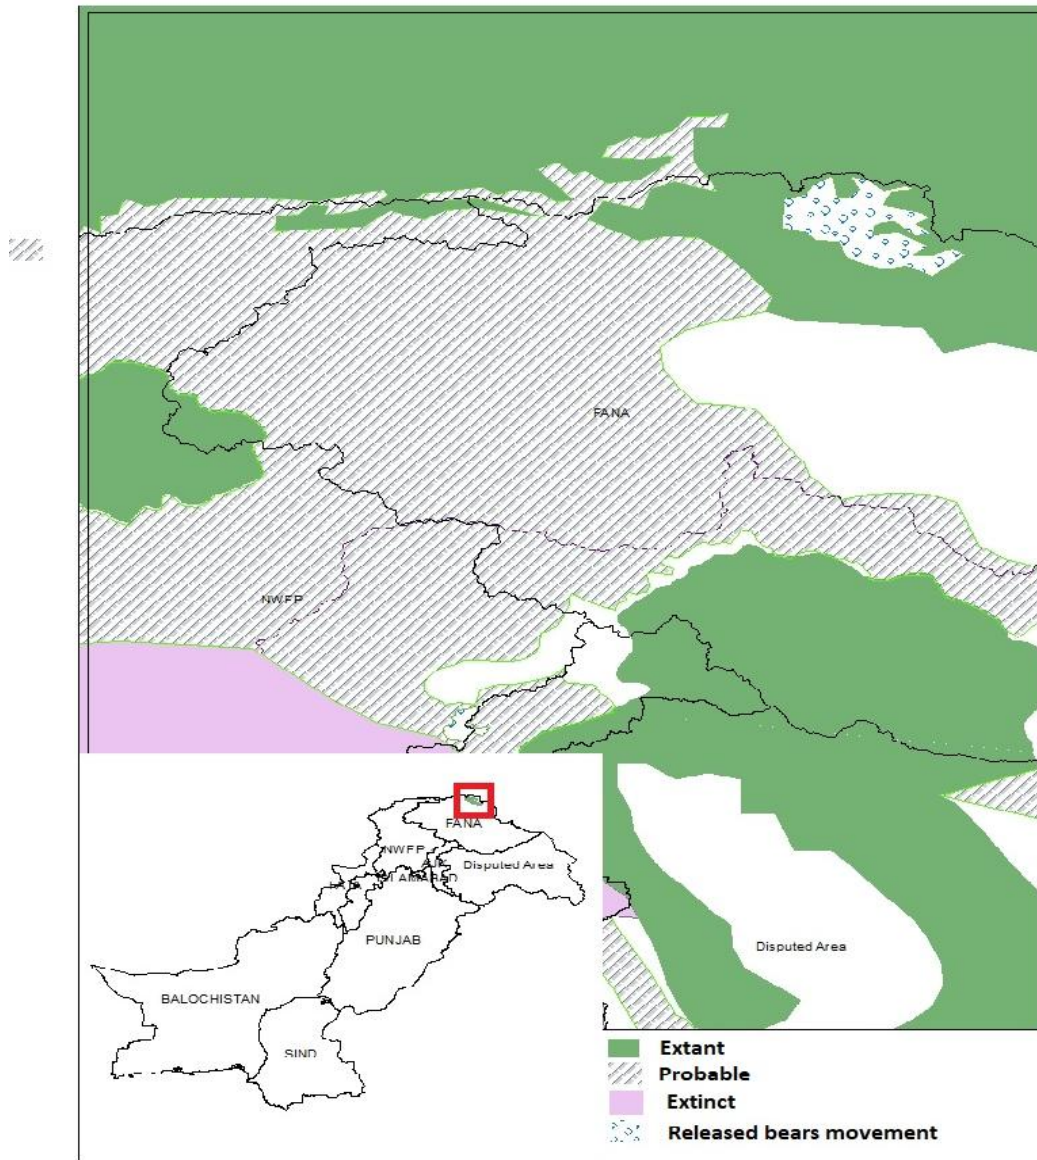 FANA
NWFP
FANA
NWFP
Disputed Area
PUNJAB
Disputed Area
BALOCHISTAN
SIND
Extant
Probable
Extinct
Released bears movement